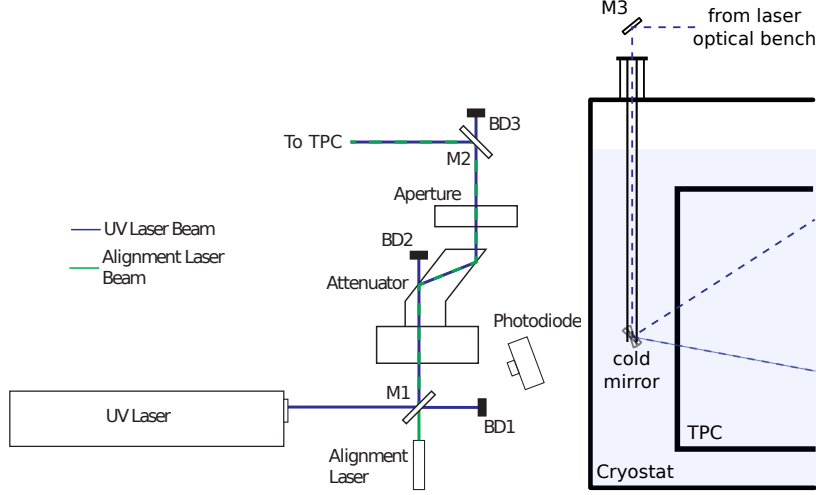 M3
from laser
optical bench
BD3
To TPC
M2
Aperture
UV Laser Beam
Alignment Laser
Beam
BD2
Attenuator
Photodiode
cold
mirror
M1
UV Laser
BD1
TPC
Alignment
Laser
Cryostat